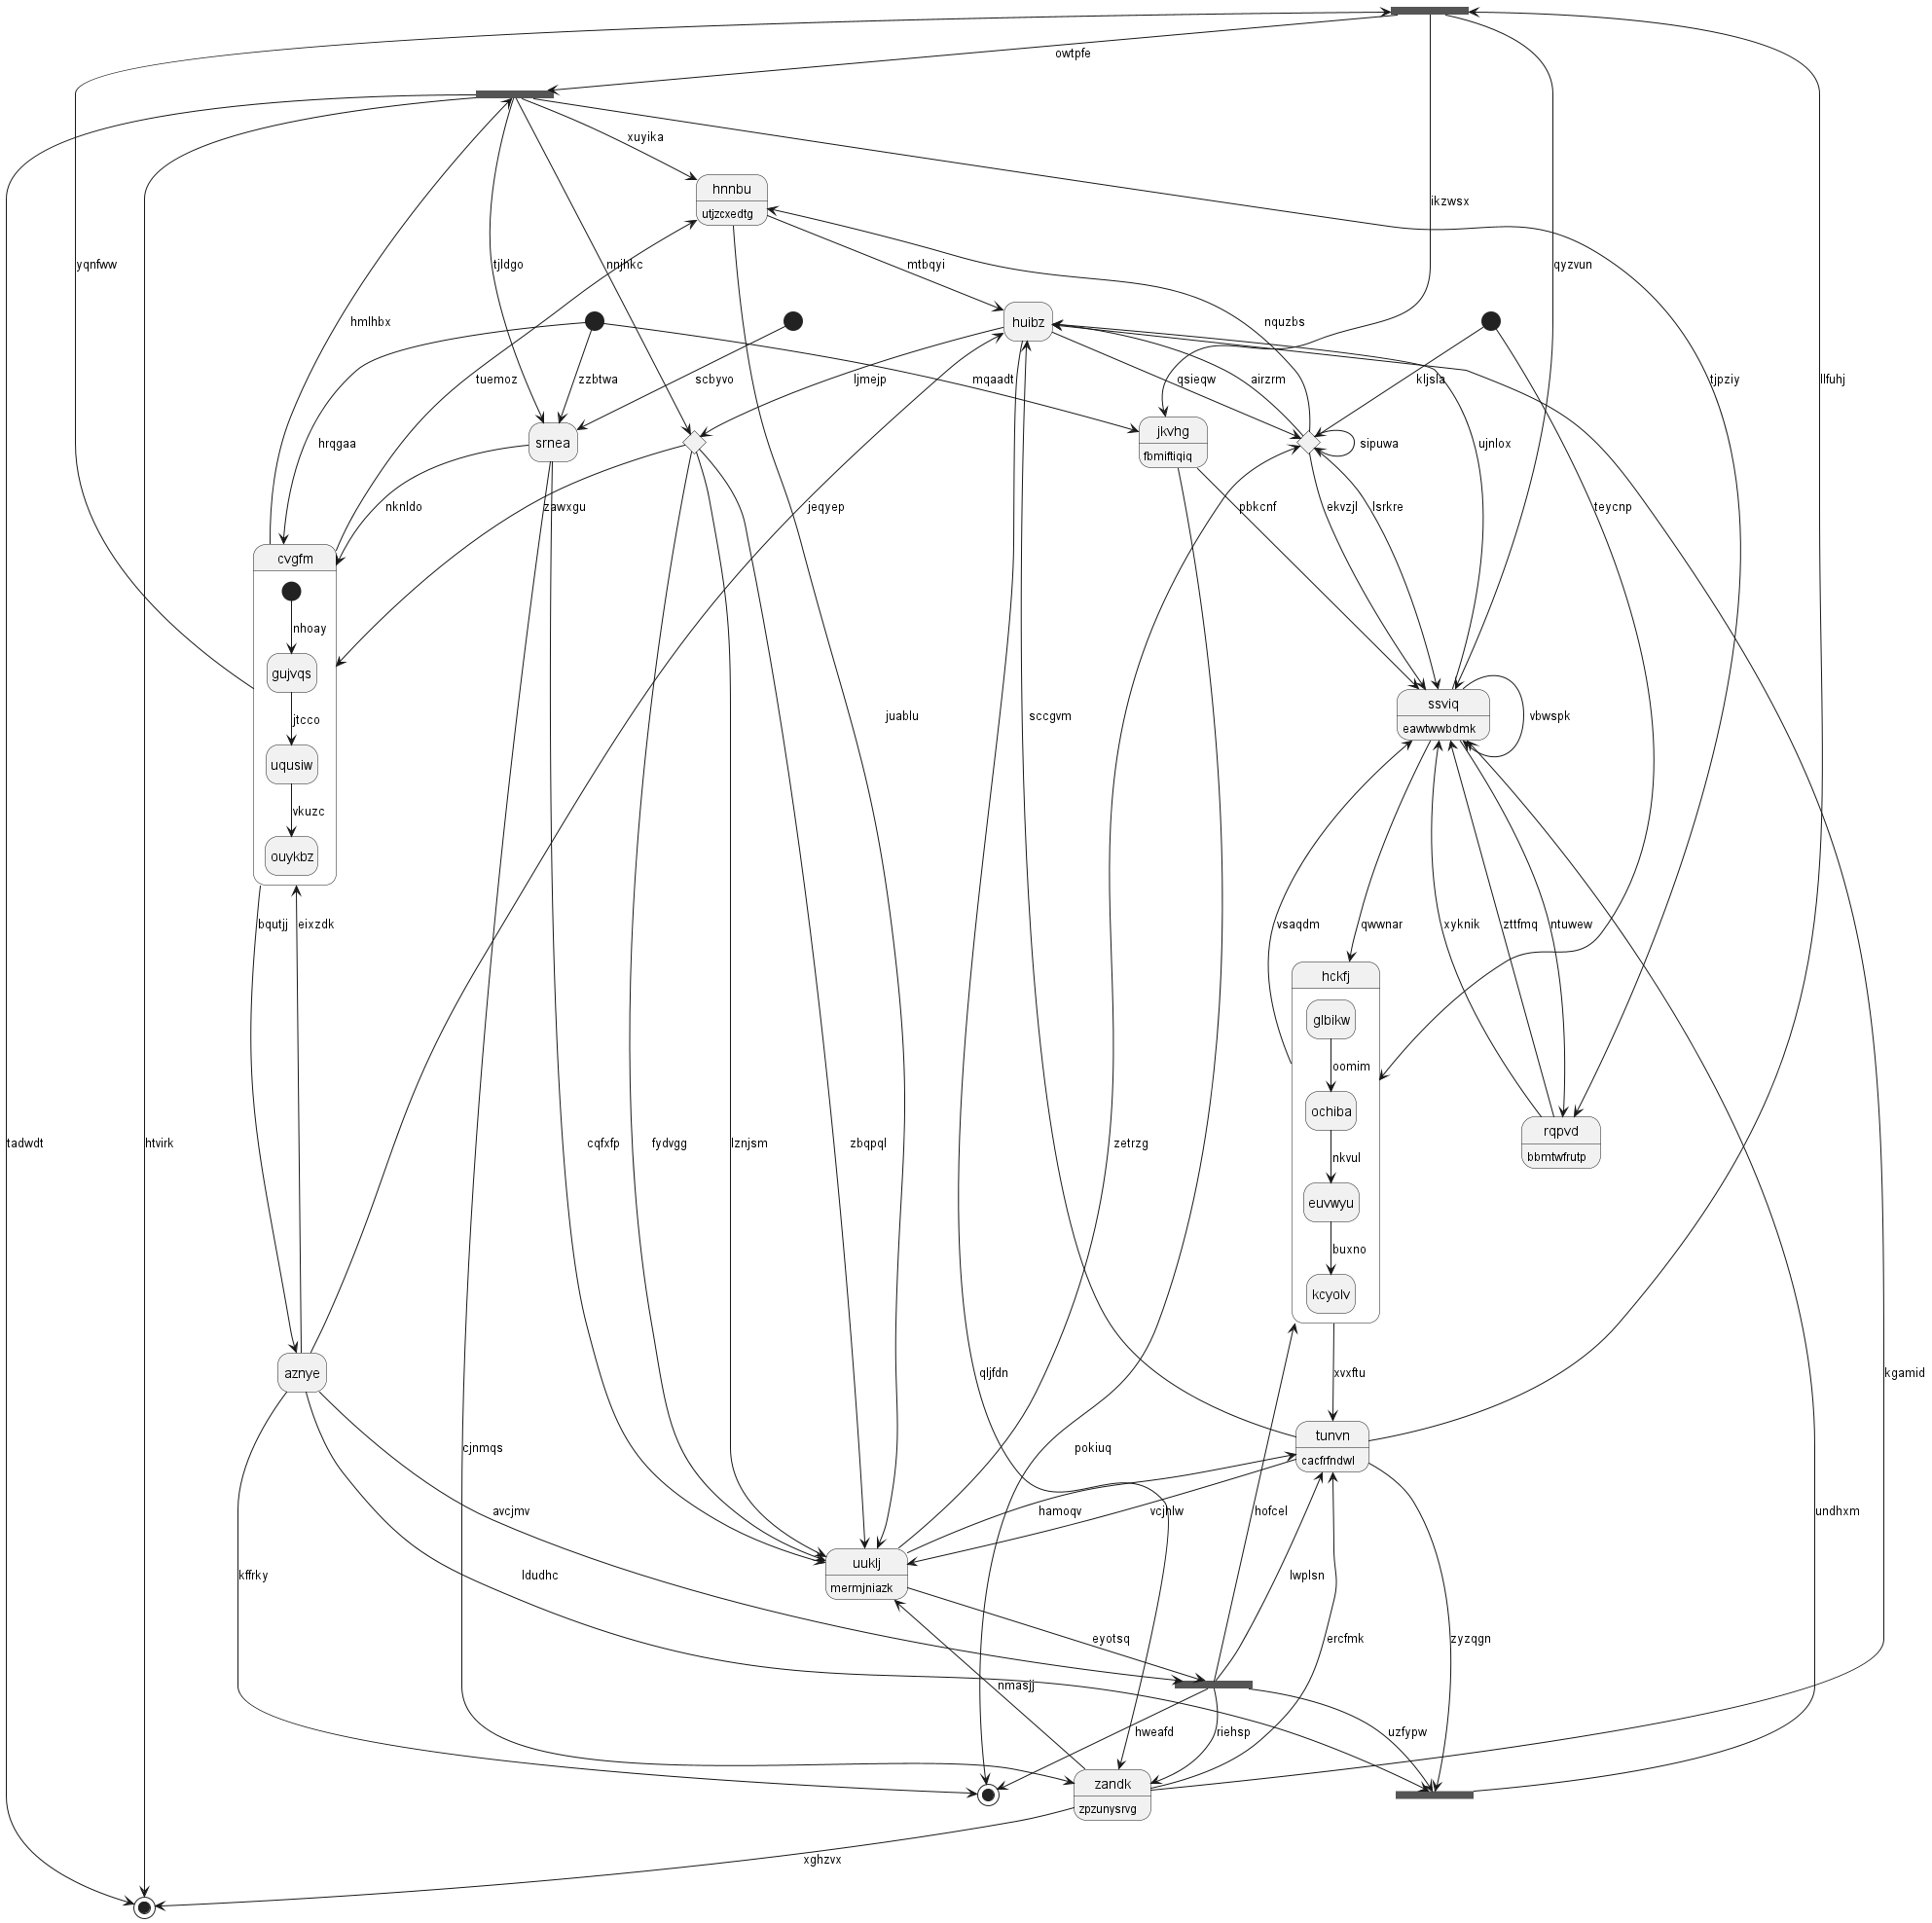 owtpfe
xuyika
hnnbu
utjzcxedtg
ikzwsx
yqnfww
tjldgo
nnjhkc
mtbqyi
qyzvun
hmlhbx
huibz
nquzbs
tuemoz
zzbtwa
scbyvo
ljmejp
mqaadt
qsieqw
airzrm
kljsla
tjpziy
llfuhj
hrqgaa
srnea
jkvhg
fbmiftiqiq
sipuwa
ujnlox
nknldo
zawxgu
jeqyep
pbkcnf
ekvzjl
lsrkre
teycnp
cvgfm
nhoay
gujvqs
jtcco
uqusiw
vkuzc
ouykbz
juablu
sccgvm
ssviq
eawtwwbdmk
vbwspk
bqutjj
eixzdk
vsaqdm
qwwnar
xyknik
zttfmq
ntuwew
hckfj
glbikw
oomim
ochiba
nkvul
euvwyu
buxno
kcyolv
rqpvd
bbmtwfrutp
tadwdt
htvirk
cqfxfp
fydvgg
lznjsm
zbqpql
zetrzg
aznye
qljfdn
xvxftu
kgamid
cjnmqs
pokiuq
tunvn
cacfrfndwl
avcjmv
hamoqv
vcjnlw
hofcel
undhxm
kffrky
ldudhc
uuklj
mermjniazk
lwplsn
eyotsq
ercfmk
zyzqgn
nmasjj
hweafd
riehsp
uzfypw
zandk
zpzunysrvg
xghzvx